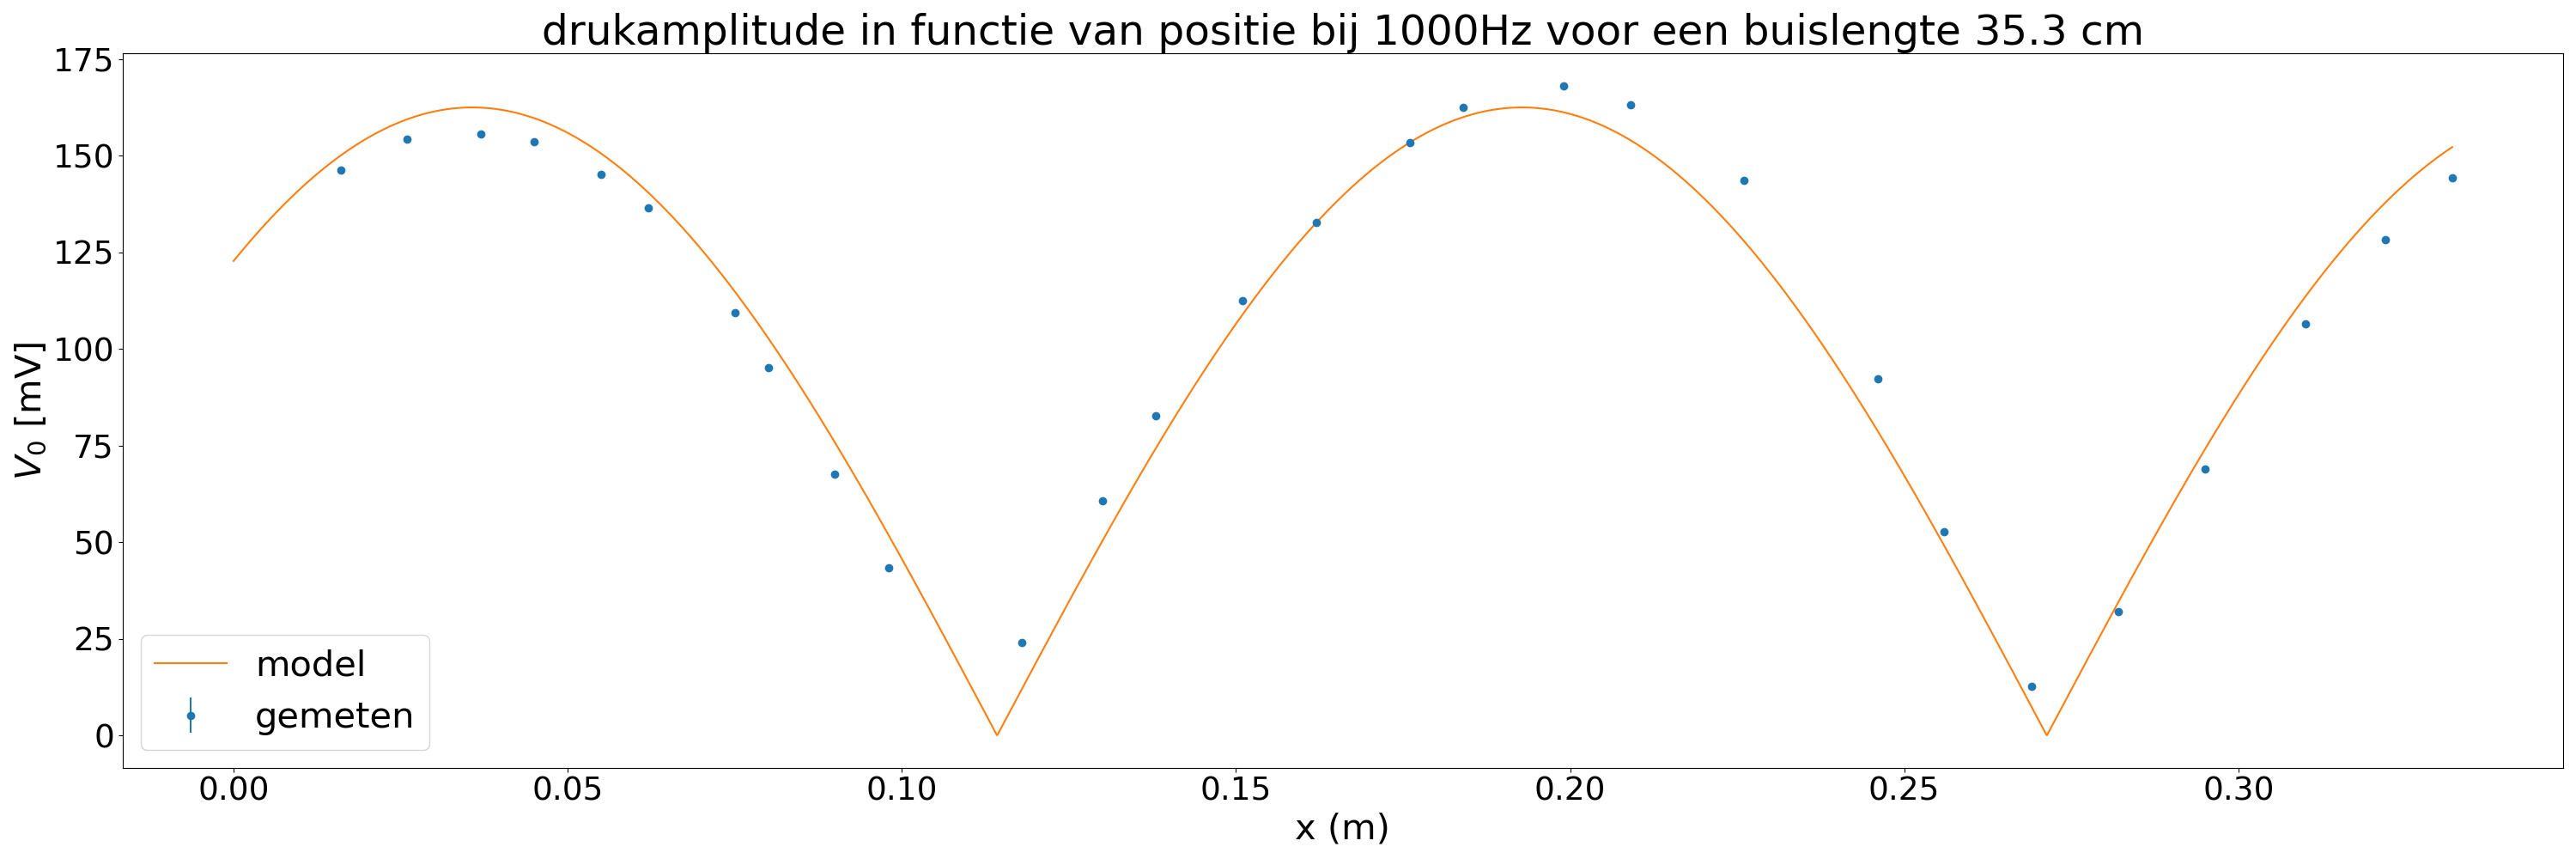 drukamplitude in functie van positie bij 1000Hz voor een buislengte 35.3 cm
175
150
125
100
75
50
25
0
V₀ [mV]
model
gemeten
0.00 0.05 0.10 0.15 0.20 0.25 0.30
x (m)